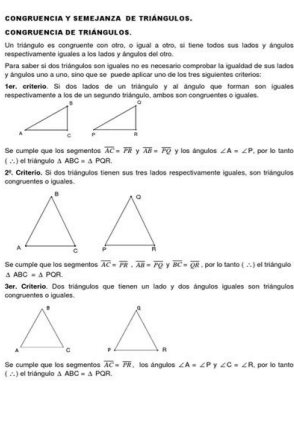 CONGRUENCIA Y SEMEJANZA DE TRIÁNGULOS.
CONGRUENCIA DE TRIÁNGULOS.
Un triángulo es congruente con otro, o igual a otro, si tiene todos sus lados y ángulos
respectivamente iguales a los lados y ángulos del otro.
Para saber si dos triángulos son iguales no es necesario comprobar la igualdad de sus lados
y ángulos uno a uno, sino que se puede aplicar uno de los tres siguientes criterios:
1er. criterio. Si dos lados de un triángulo y al ángulo que forman son iguales
respectivamente a los de un segundo triángulo, ambos son congruentes o iguales.
B
Q
A
C
P
R
Se cumple que los segmentos AC = PR y AB = PQ y los ángulos ∠A = ∠P, por lo tanto
( ∴ ) el triángulo Δ ABC = Δ PQR.
2º. Criterio. Si dos triángulos tienen sus tres lados respectivamente iguales, son triángulos
congruentes o iguales.
B
Q
A
C
P
R
Se cumple que los segmentos AC = PR , AB = PQ y BC = QR , por lo tanto ( ∴ ) el triángulo
Δ ABC = Δ PQR.
3er. Criterio. Dos triángulos que tienen un lado y dos ángulos iguales son triángulos
congruentes o iguales.
B
Q
A
C
P
R
Se cumple que los segmentos AC = PR, los ángulos ∠A = ∠P y ∠C = ∠R, por lo tanto
( ∴ ) el triángulo Δ ABC = Δ PQR.